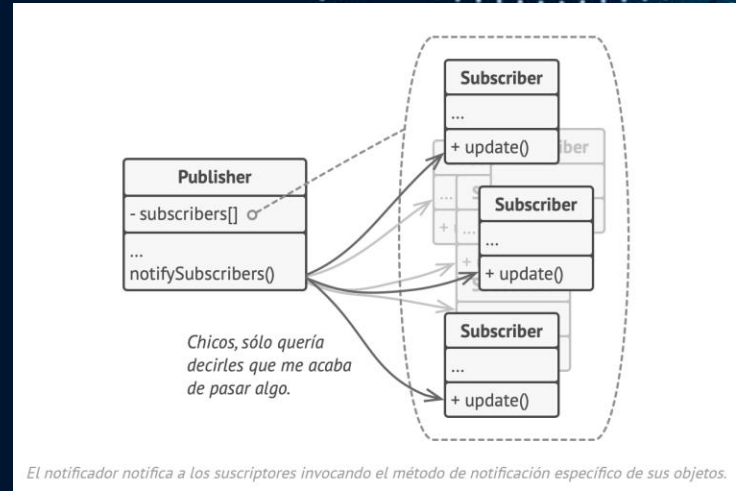 Publisher
- subscribers[]
...
notifySubscribers()
Chicos, sólo quería
decirles que me acaba
de pasar algo.
Subscriber
...
+ update()
iber
...
S
+
...
Subscriber
...
+ update()
+
S
Subscriber
...
+ update()
El notificador notifica a los suscriptores invocando el método de notificación específico de sus objetos.